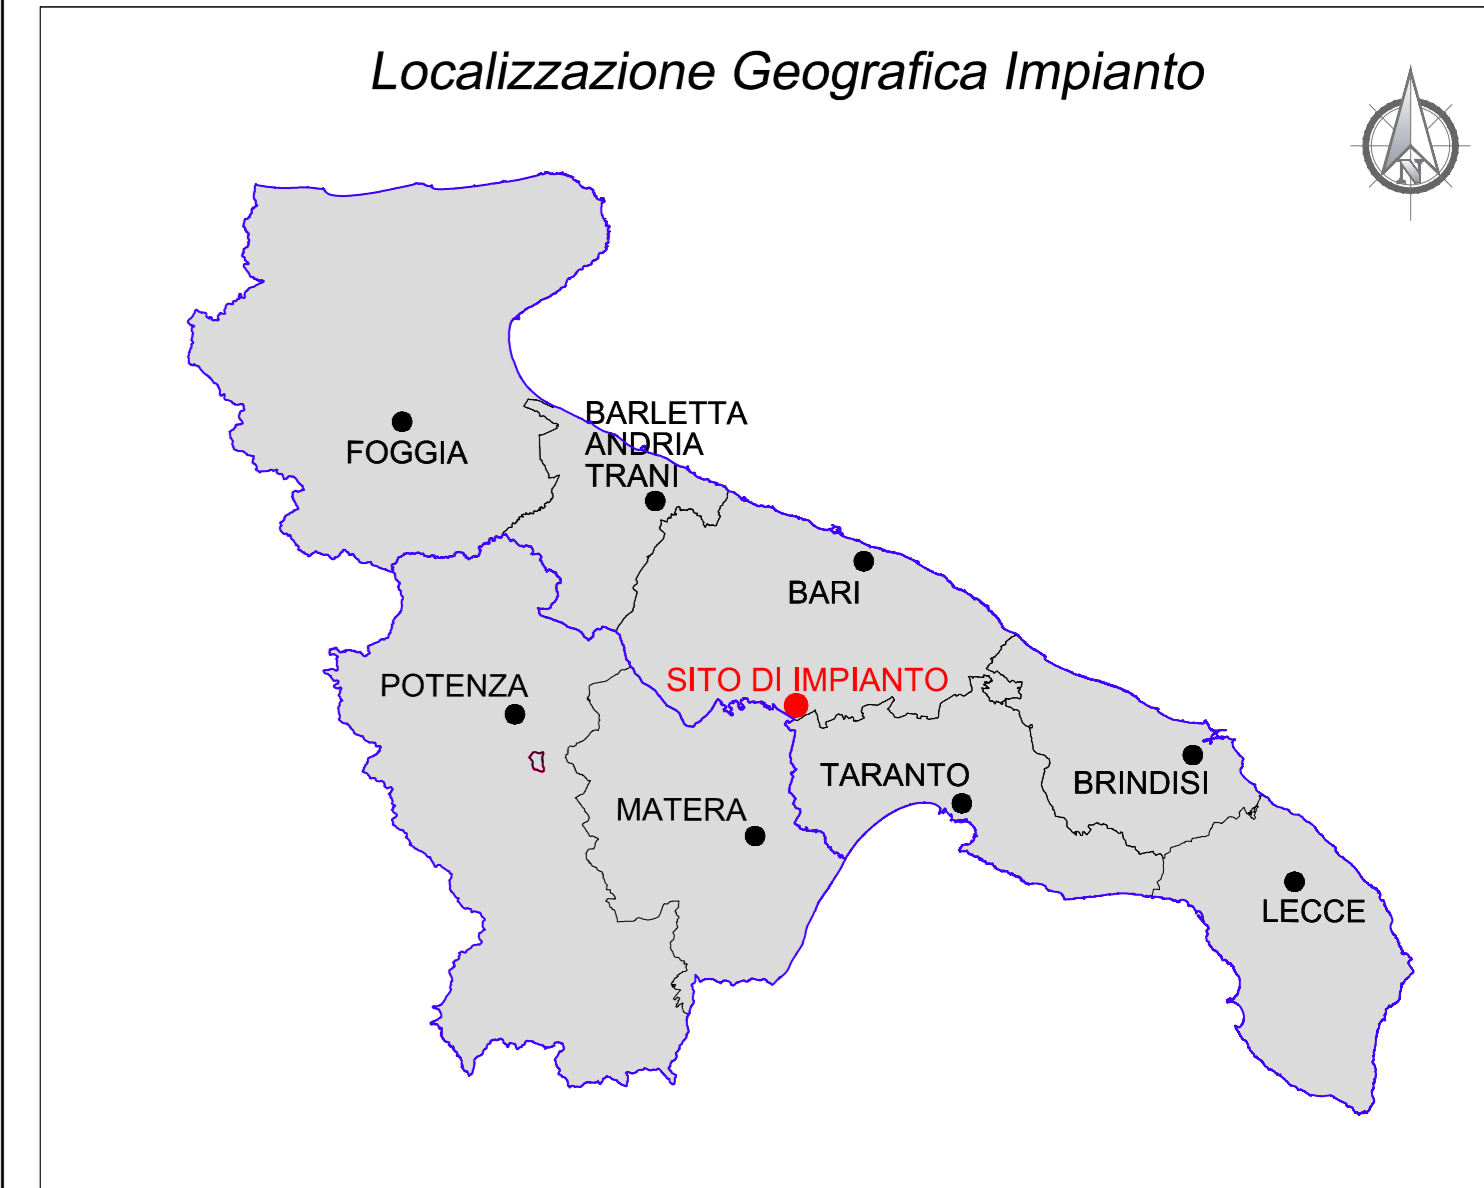 Localizzazione Geografica Impianto
N
BARLETTA
ANDRIA
TRANI
FOGGIA
BARI
SITO DI IMPIANTO
POTENZA
TARANTO
BRINDISI
MATERA
LECCE